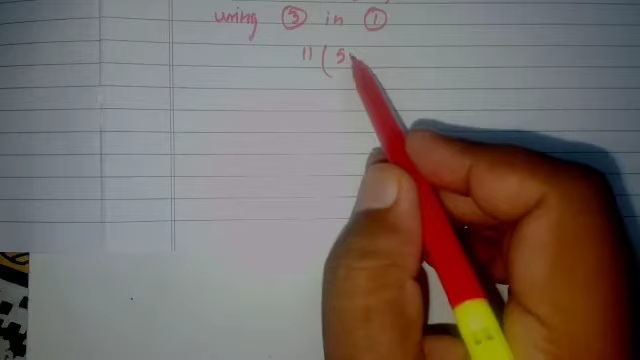 using ③ in ①
11 ( 5